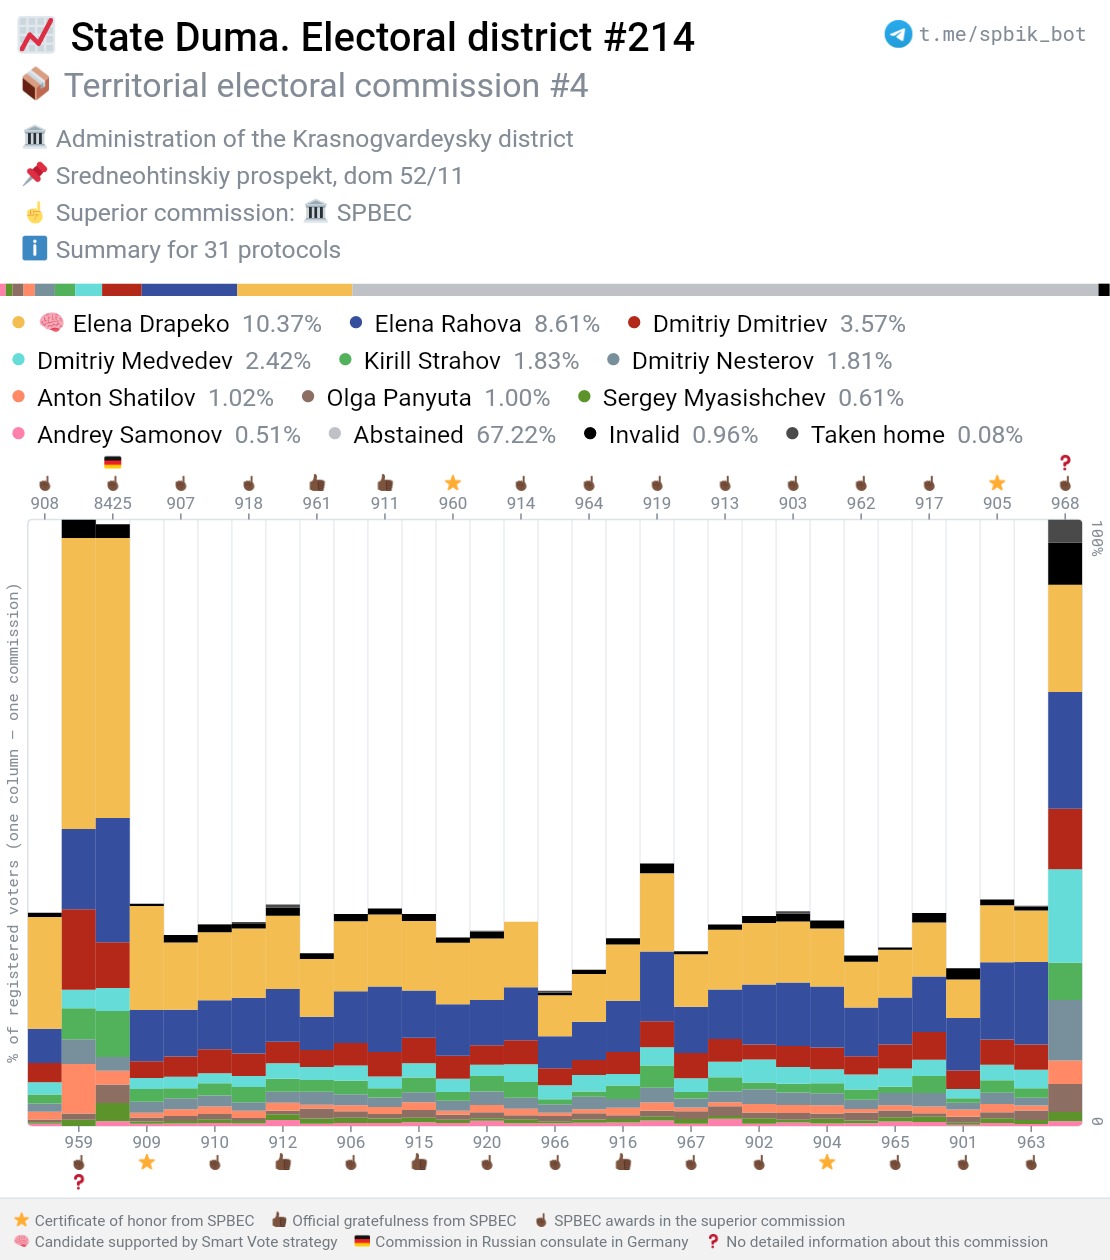 State Duma. Electoral district #214
t.me/spbik_bot
Territorial electoral commission #4
Administration of the Krasnogvardeysky district
Sredneohtinskiy prospekt, dom 52/11
Superior commission: SPBEC
Summary for 31 protocols
Elena Drapeko 10.37% Elena Rahova 8.61% Dmitriy Dmitriev 3.57%
Dmitriy Medvedev 2.42% Kirill Strahov 1.83% Dmitriy Nesterov 1.81%
Anton Shatilov 1.02% Olga Panyuta 1.00% Sergey Myasishchev 0.61%
Andrey Samonov 0.51% Abstained 67.22% Invalid 0.96% Taken home 0.08%
908 8425 907 918 961 911 960 914 964 919 913 903 962 917 905 968
100%
% of registered voters (one column – one commission)
0
959 909 910 912 906 915 920 966 916 967 902 904 965 901 963
Certificate of honor from SPBEC Official gratefulness from SPBEC SPBEC awards in the superior commission
Candidate supported by Smart Vote strategy Commission in Russian consulate in Germany No detailed information about this commission